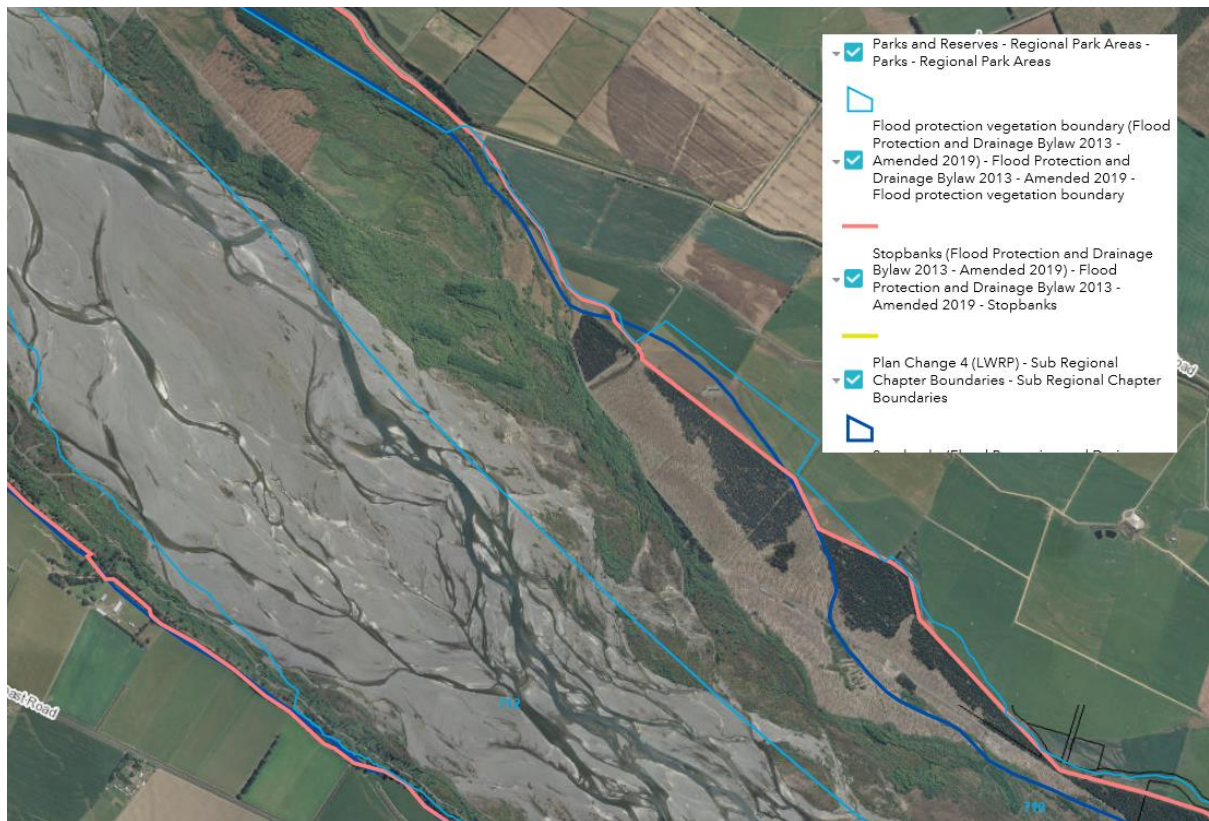 Parks and Reserves - Regional Park Areas -
Parks - Regional Park Areas
Flood protection vegetation boundary (Flood
Protection and Drainage Bylaw 2013 -
Amended 2019) - Flood Protection and
Drainage Bylaw 2013 - Amended 2019 -
Flood protection vegetation boundary
Stopbanks (Flood Protection and Drainage
Bylaw 2013 - Amended 2019) - Flood
Protection and Drainage Bylaw 2013 -
Amended 2019 - Stopbanks
Plan Change 4 (LWRP) - Sub Regional
Chapter Boundaries - Sub Regional Chapter
Boundaries
oad
oast Road